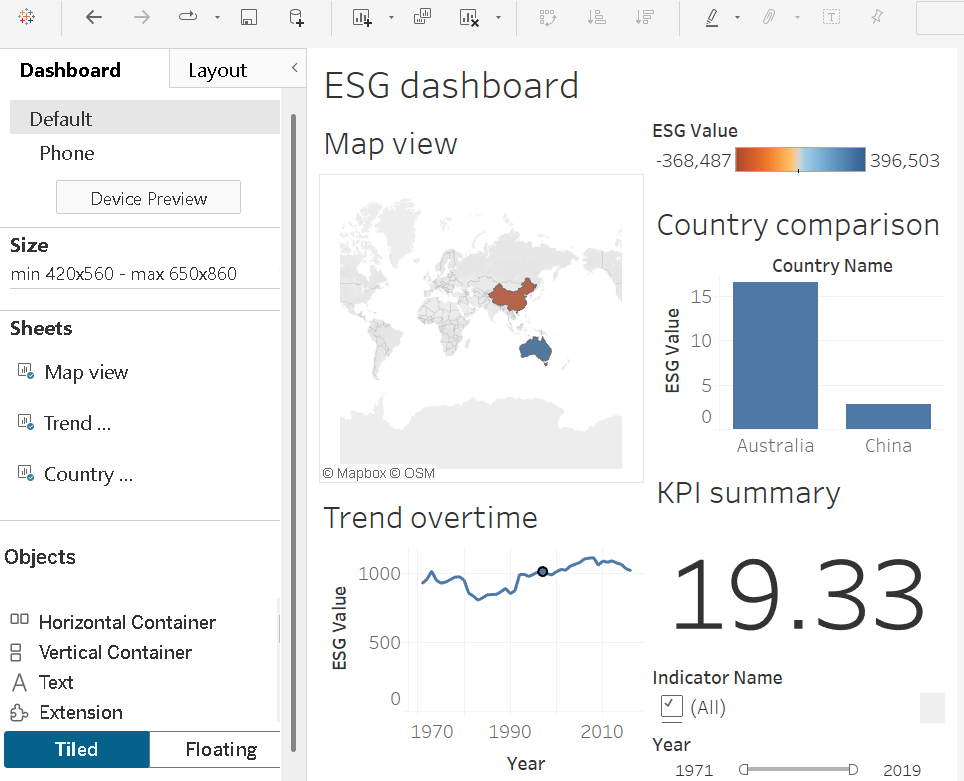 Dashboard
Layout
Default
Phone
Device Preview
Size
min 420x560 - max 650x860
Sheets
Map view
Trend ...
Country ...
Objects
Horizontal Container
Vertical Container
Text
Extension
Tiled
Floating
ESG dashboard
Map view
© Mapbox © OSM
Trend overtime
ESG Value
1000
500
0
1970
1990
2010
Year
ESG Value
-368,487
396,503
Country comparison
Country Name
ESG Value
15
10
5
0
Australia
China
KPI summary
19.33
Indicator Name
(All)
Year
1971
2019